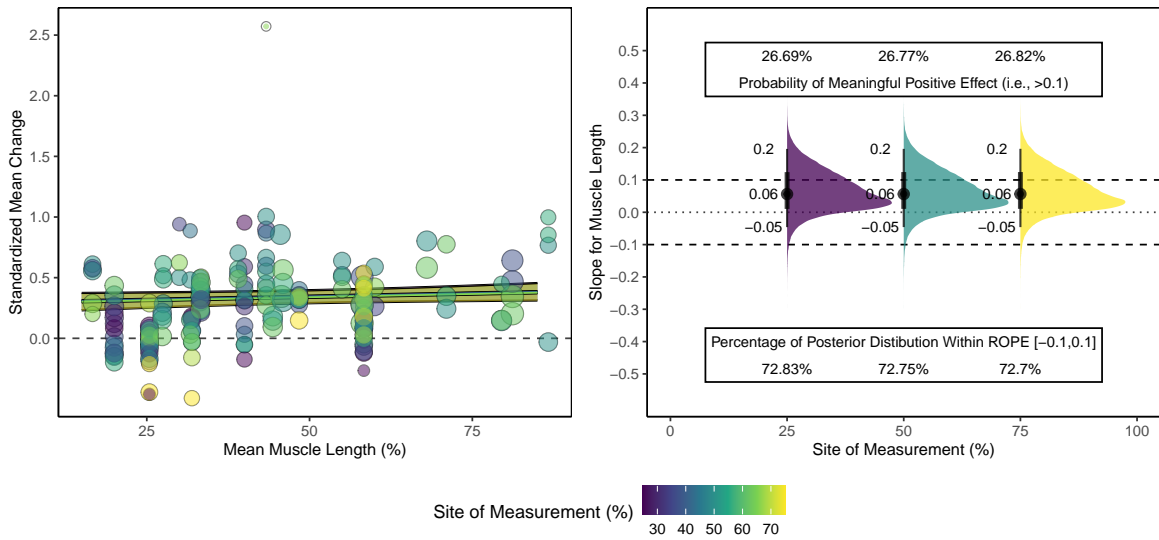 2.5
2.0
1.5
1.0
0.5
0.0
Standardized Mean Change
25
50
75
Mean Muscle Length (%)
0.5
0.4
0.3
0.2
0.1
0.0
−0.1
−0.2
−0.3
−0.4
−0.5
Slope for Muscle Length
26.69% 26.77% 26.82%
Probability of Meaningful Positive Effect (i.e., >0.1)
0.2 0.2 0.2
0.06 0.06 0.06
−0.05 −0.05 −0.05
Percentage of Posterior Distibution Within ROPE [−0.1,0.1]
72.83% 72.75% 72.7%
0 25 50 75 100
Site of Measurement (%)
Site of Measurement (%)
30 40 50 60 70